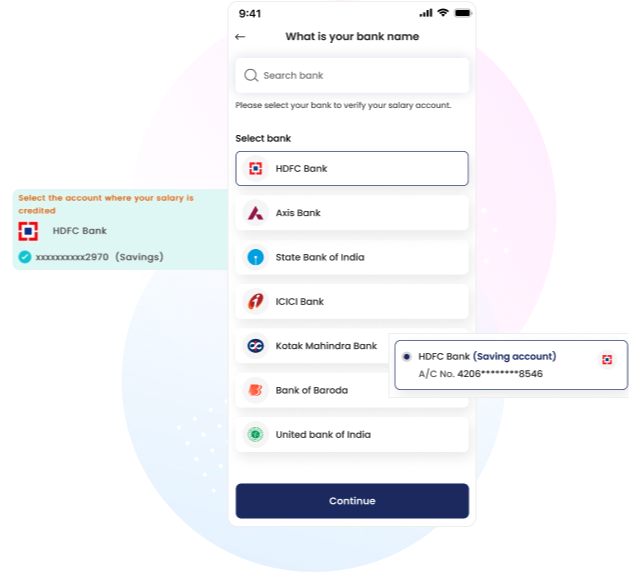 9:41
What is your bank name
Search bank
Please select your bank to verify your salary account.
Select bank
HDFC Bank
Axis Bank
State Bank of India
ICICI Bank
Kotak Mahindra Bank
Bank of Baroda
United bank of India
Continue
Select the account where your salary is
credited
HDFC Bank
xxxxxxxxxx2970 (Savings)
HDFC Bank (Saving account)
A/C No. 4206********8546